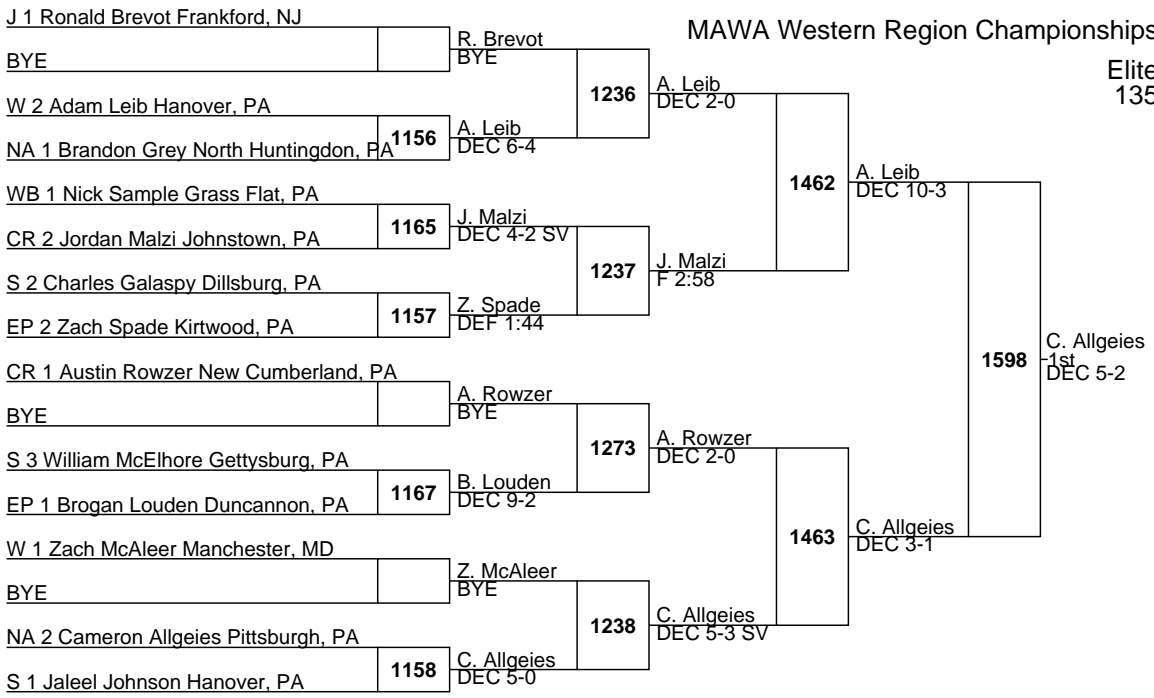 MAWA Western Region Championships
Elite
135
J 1 Ronald Brevot Frankford, NJ
BYE
R. Brevot
BYE
W 2 Adam Leib Hanover, PA
NA 1 Brandon Grey North Huntingdon, PA
1156
A. Leib
DEC 6-4
1236
A. Leib
DEC 2-0
WB 1 Nick Sample Grass Flat, PA
CR 2 Jordan Malzi Johnstown, PA
1165
J. Malzi
DEC 4-2 SV
S 2 Charles Galaspy Dillsburg, PA
EP 2 Zach Spade Kirtwood, PA
1157
Z. Spade
DEF 1:44
1237
J. Malzi
F 2:58
1462
A. Leib
DEC 10-3
CR 1 Austin Rowzer New Cumberland, PA
BYE
A. Rowzer
BYE
S 3 William McElhore Gettysburg, PA
EP 1 Brogan Louden Duncannon, PA
1167
B. Louden
DEC 9-2
1273
A. Rowzer
DEC 2-0
W 1 Zach McAleer Manchester, MD
BYE
Z. McAleer
BYE
NA 2 Cameron Allgeies Pittsburgh, PA
S 1 Jaleel Johnson Hanover, PA
1158
C. Allgeies
DEC 5-0
1238
C. Allgeies
DEC 5-3 SV
1463
C. Allgeies
DEC 3-1
1598
C. Allgeies
1st
DEC 5-2